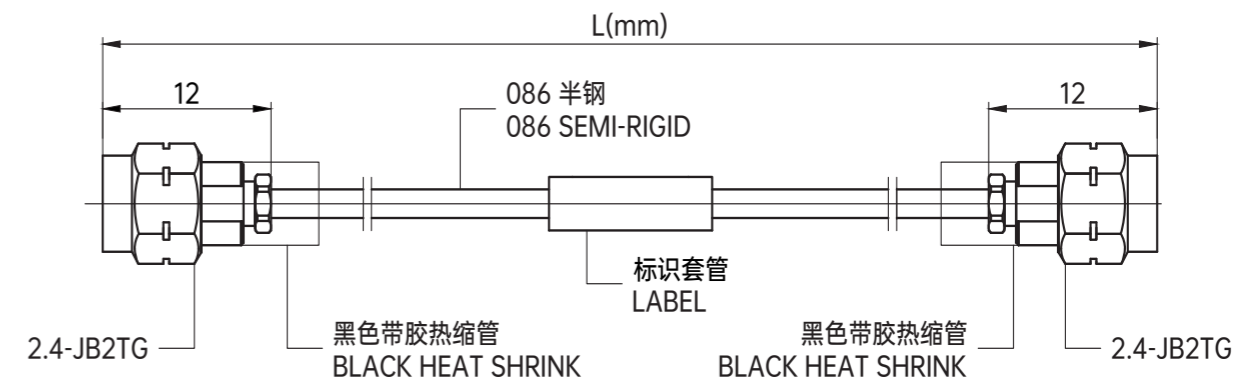 L(mm)
12
12
086 半钢
086 SEMI-RIGID
标识套管
LABEL
2.4-JB2TG
黑色带胶热缩管
BLACK HEAT SHRINK
黑色带胶热缩管
BLACK HEAT SHRINK
2.4-JB2TG